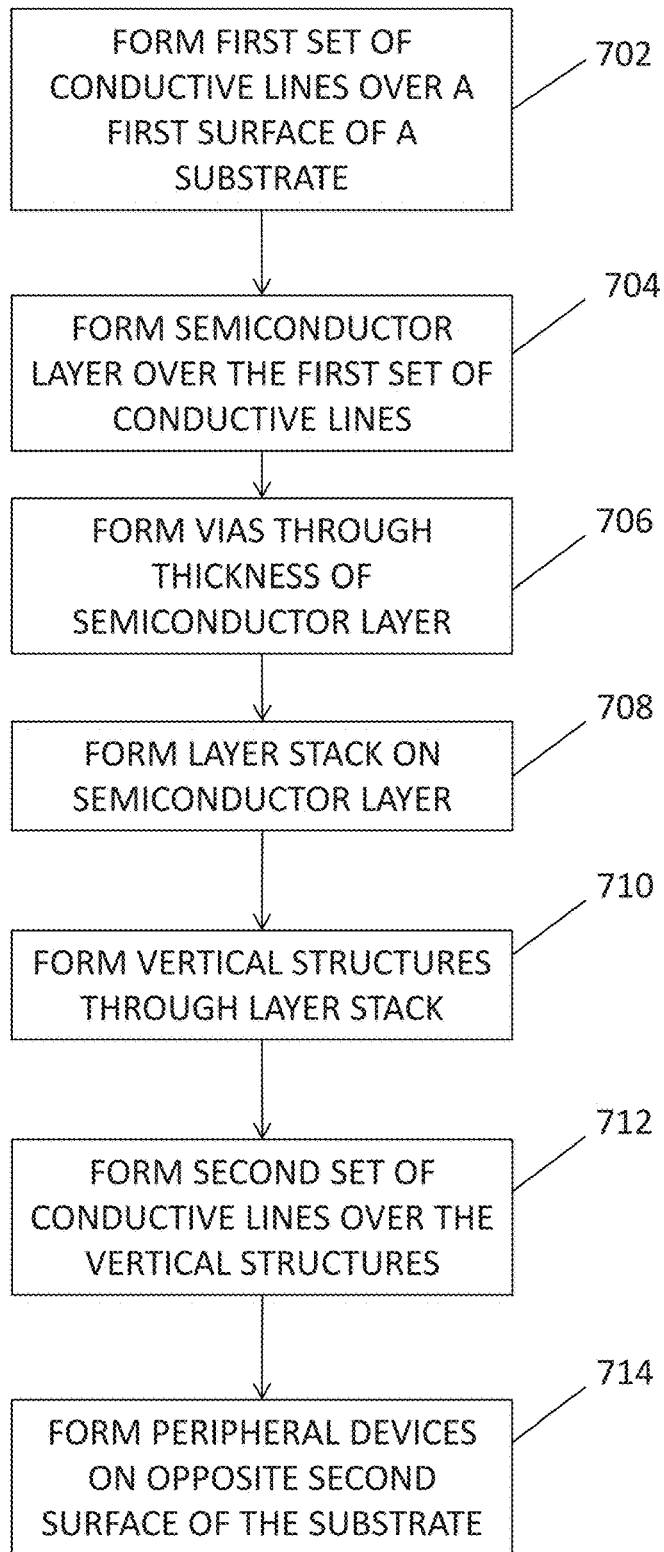 FORM FIRST SET OF
CONDUCTIVE LINES OVER A
FIRST SURFACE OF A
SUBSTRATE
702
FORM SEMICONDUCTOR
LAYER OVER THE FIRST SET OF
CONDUCTIVE LINES
704
FORM VIAS THROUGH
THICKNESS OF
SEMICONDUCTOR LAYER
706
FORM LAYER STACK ON
SEMICONDUCTOR LAYER
708
FORM VERTICAL STRUCTURES
THROUGH LAYER STACK
710
FORM SECOND SET OF
CONDUCTIVE LINES OVER THE
VERTICAL STRUCTURES
712
FORM PERIPHERAL DEVICES
ON OPPOSITE SECOND
SURFACE OF THE SUBSTRATE
714